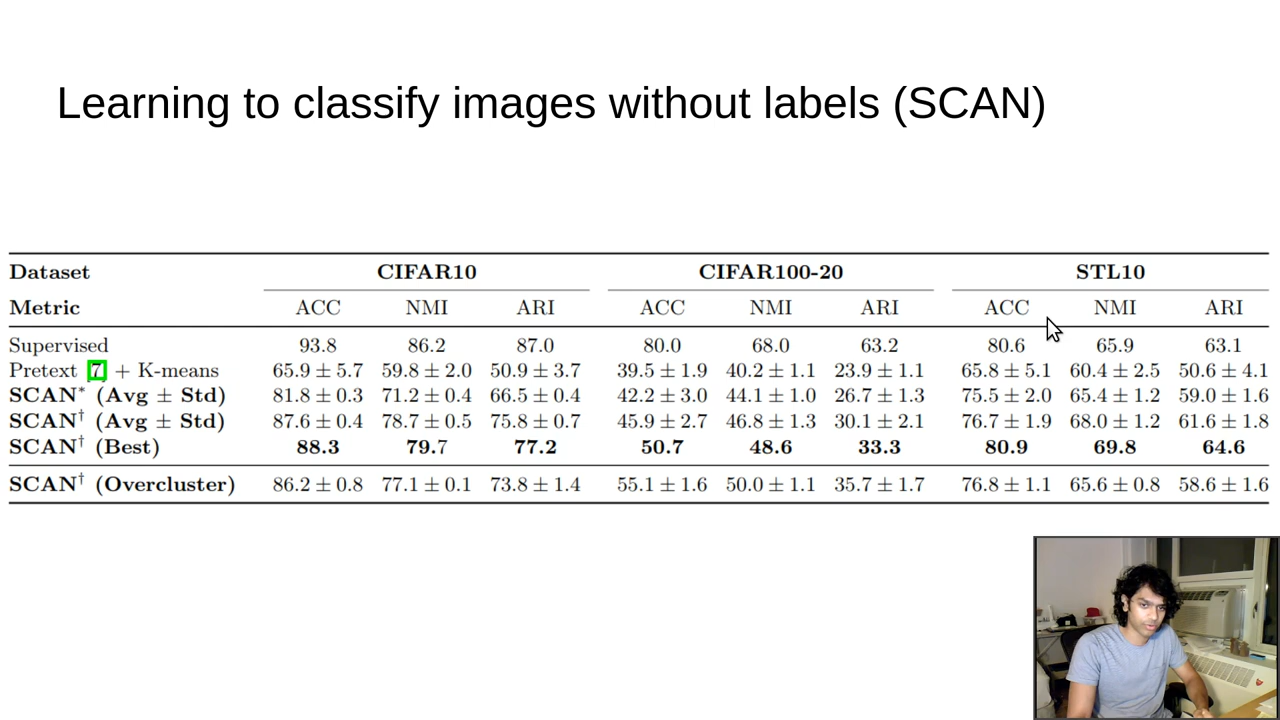 Learning to classify images without labels (SCAN)
Dataset CIFAR10 CIFAR100-20 STL10
Metric ACC NMI ARI ACC NMI ARI ACC NMI ARI
Supervised 93.8 86.2 87.0 80.0 68.0 63.2 80.6 65.9 63.1
Pretext [7] + K-means 65.9 ± 5.7 59.8 ± 2.0 50.9 ± 3.7 39.5 ± 1.9 40.2 ± 1.1 23.9 ± 1.1 65.8 ± 5.1 60.4 ± 2.5 50.6 ± 4.1
SCAN* (Avg ± Std) 81.8 ± 0.3 71.2 ± 0.4 66.5 ± 0.4 42.2 ± 3.0 44.1 ± 1.0 26.7 ± 1.3 75.5 ± 2.0 65.4 ± 1.2 59.0 ± 1.6
SCAN† (Avg ± Std) 87.6 ± 0.4 78.7 ± 0.5 75.8 ± 0.7 45.9 ± 2.7 46.8 ± 1.3 30.1 ± 2.1 76.7 ± 1.9 68.0 ± 1.2 61.6 ± 1.8
SCAN† (Best) 88.3 79.7 77.2 50.7 48.6 33.3 80.9 69.8 64.6
SCAN† (Overcluster) 86.2 ± 0.8 77.1 ± 0.1 73.8 ± 1.4 55.1 ± 1.6 50.0 ± 1.1 35.7 ± 1.7 76.8 ± 1.1 65.6 ± 0.8 58.6 ± 1.6